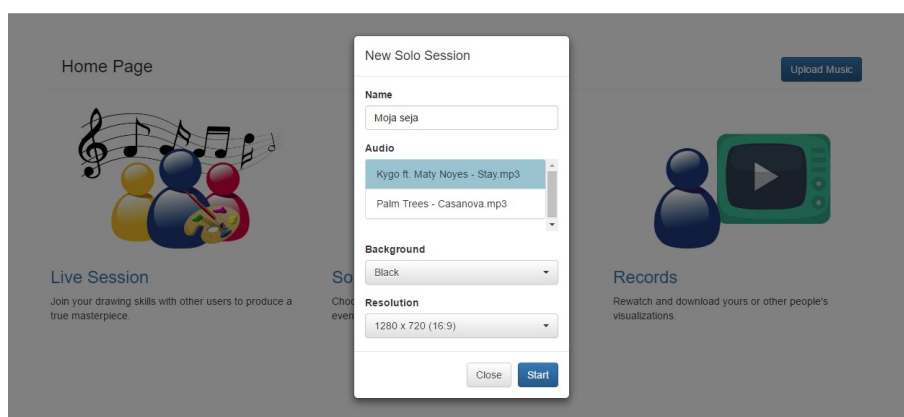 Home Page
Upload Music
New Solo Session
Name
Moja seja
Audio
Kygo ft. Maty Noyes - Stay.mp3
Palm Trees - Casanova.mp3
Background
Black
Resolution
1280 x 720 (16:9)
Close
Start
Live Session
Join your drawing skills with other users to produce a
true masterpiece.
So
Choo
even
Records
Rewatch and download yours or other people's
visualizations.